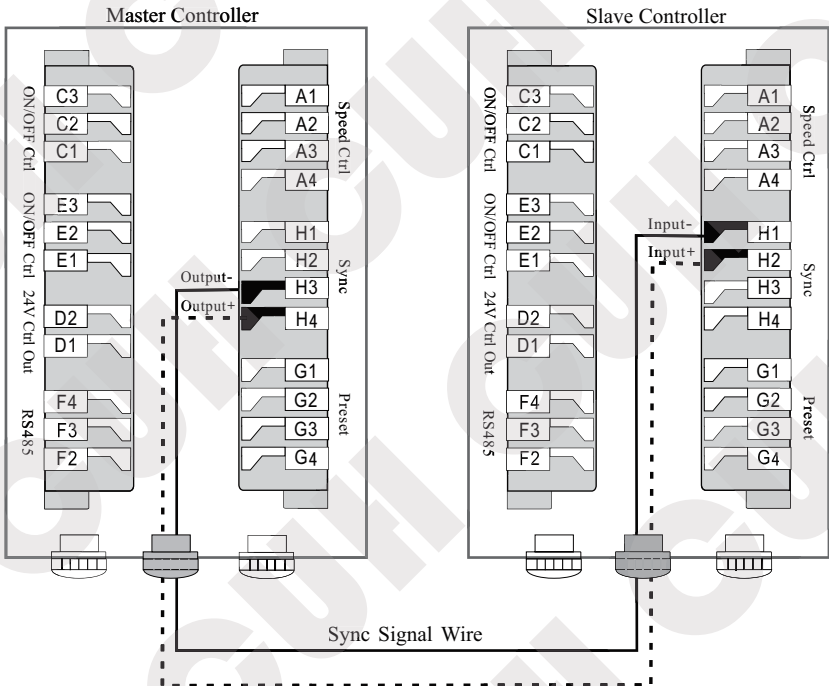 Master Controller
Slave Controller
ON/OFF Ctrl
C3
C2
C1
ON/OFF Ctrl
E3
E2
E1
24V Ctrl Out
D2
D1
RS485
F4
F3
F2
A1
A2
A3
A4
Speed Ctrl
H1
H2
H3
H4
Sync
Output-
Output+
G1
G2
G3
G4
Preset
ON/OFF Ctrl
C3
C2
C1
ON/OFF Ctrl
E3
E2
E1
24V Ctrl Out
D2
D1
RS485
F4
F3
F2
A1
A2
A3
A4
Speed Ctrl
Input-
Input+
H1
H2
H3
H4
Sync
G1
G2
G3
G4
Preset
Sync Signal Wire